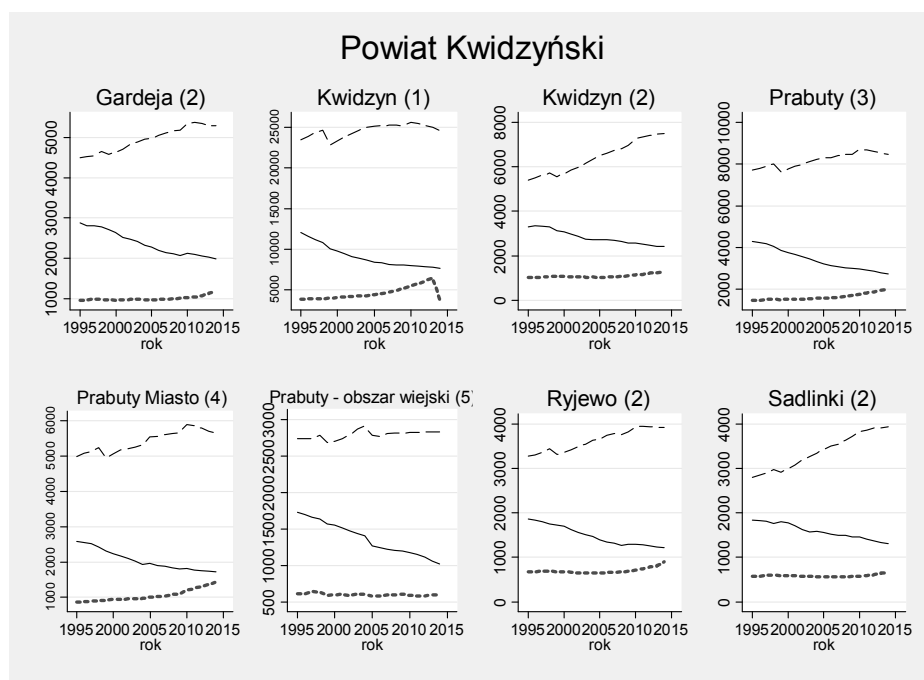 Powiat Kwidzyński
Gardeja (2)
1000 2000 3000 4000 5000
1995 2000 2005 2010 2015
rok
Kwidzyn (1)
5000 10000 15000 20000 25000
1995 2000 2005 2010 2015
rok
Kwidzyn (2)
0 2000 4000 6000 8000
1995 2000 2005 2010 2015
rok
Prabuty (3)
2000 4000 6000 8000 10000
1995 2000 2005 2010 2015
rok
Prabuty Miasto (4)
1000 2000 3000 4000 5000 6000
1995 2000 2005 2010 2015
rok
Prabuty - obszar wiejski (5)
500 1000 1500 2000 2500 3000
1995 2000 2005 2010 2015
rok
Ryjewo (2)
0 1000 2000 3000 4000
1995 2000 2005 2010 2015
rok
Sadlinki (2)
0 1000 2000 3000 4000
1995 2000 2005 2010 2015
rok